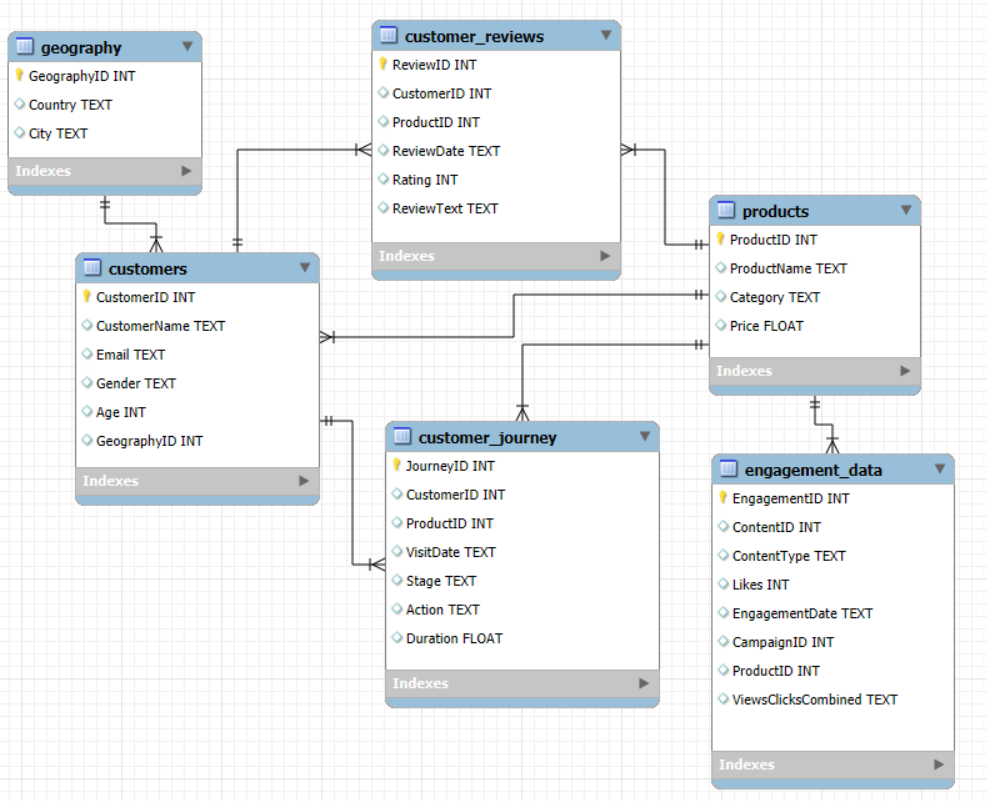 geography
GeographyID INT
Country TEXT
City TEXT
Indexes
customer_reviews
ReviewID INT
CustomerID INT
ProductID INT
ReviewDate TEXT
Rating INT
ReviewText TEXT
Indexes
products
ProductID INT
ProductName TEXT
Category TEXT
Price FLOAT
Indexes
customers
CustomerID INT
CustomerName TEXT
Email TEXT
Gender TEXT
Age INT
GeographyID INT
Indexes
customer_journey
JourneyID INT
CustomerID INT
ProductID INT
VisitDate TEXT
Stage TEXT
Action TEXT
Duration FLOAT
Indexes
engagement_data
EngagementID INT
ContentID INT
ContentType TEXT
Likes INT
EngagementDate TEXT
CampaignID INT
ProductID INT
ViewsClicksCombined TEXT
Indexes